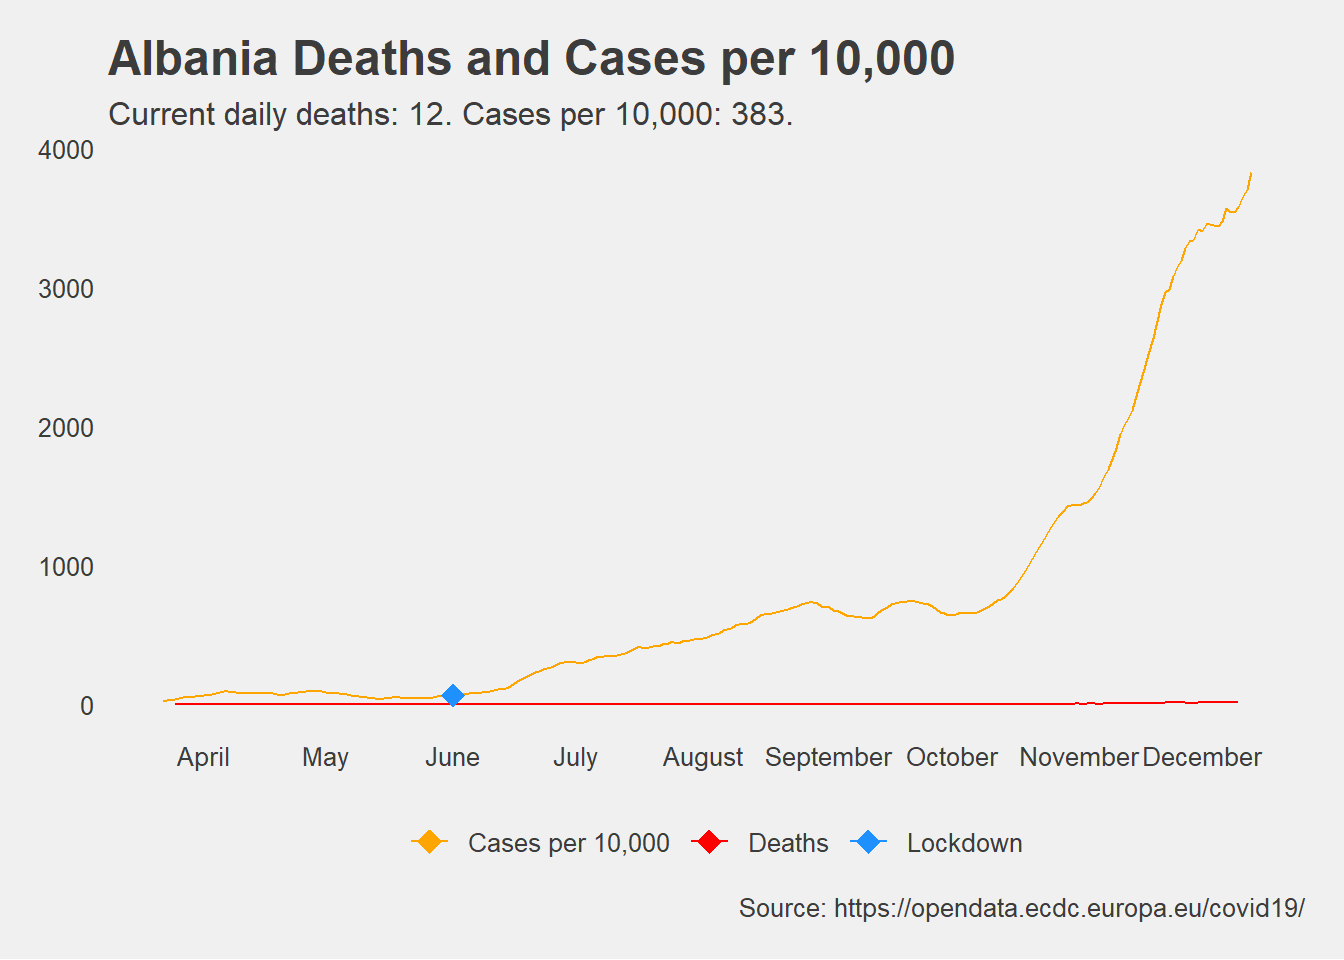 Albania Deaths and Cases per 10,000
Current daily deaths: 12. Cases per 10,000: 383.
4000
3000
2000
1000
0
April May June July August September October November December
Cases per 10,000 Deaths Lockdown
Source: https://opendata.ecdc.europa.eu/covid19/